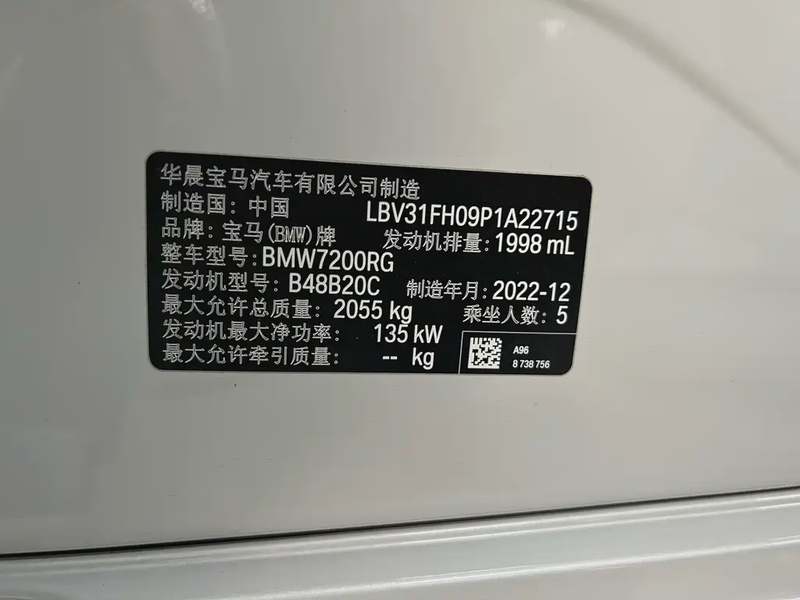 华晨宝马汽车有限公司制造
制造国：中国 LBV31FH09P1A22715
品牌：宝马(BMW)牌 发动机排量：1998 mL
整车型号：BMW7200RG
发动机型号：B48B20C 制造年月：2022-12
最大允许总质量：2055 kg 乘坐人数：5
发动机最大净功率： 135 kW
最大允许牵引质量： -- kg
A96
8 738 756